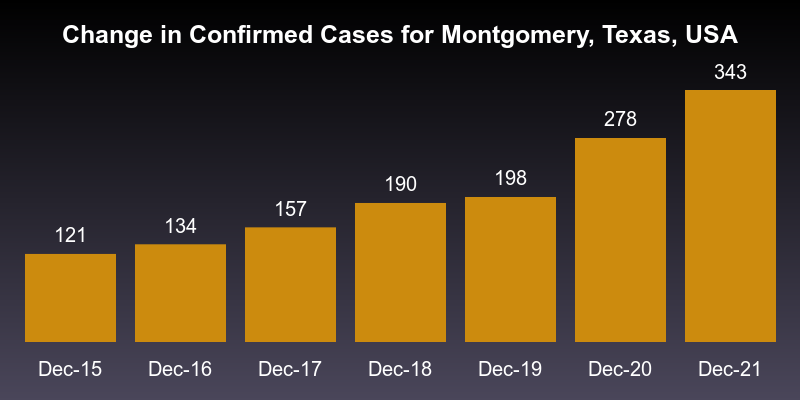 Change in Confirmed Cases for Montgomery, Texas, USA
121 134 157 190 198 278 343
Dec-15 Dec-16 Dec-17 Dec-18 Dec-19 Dec-20 Dec-21